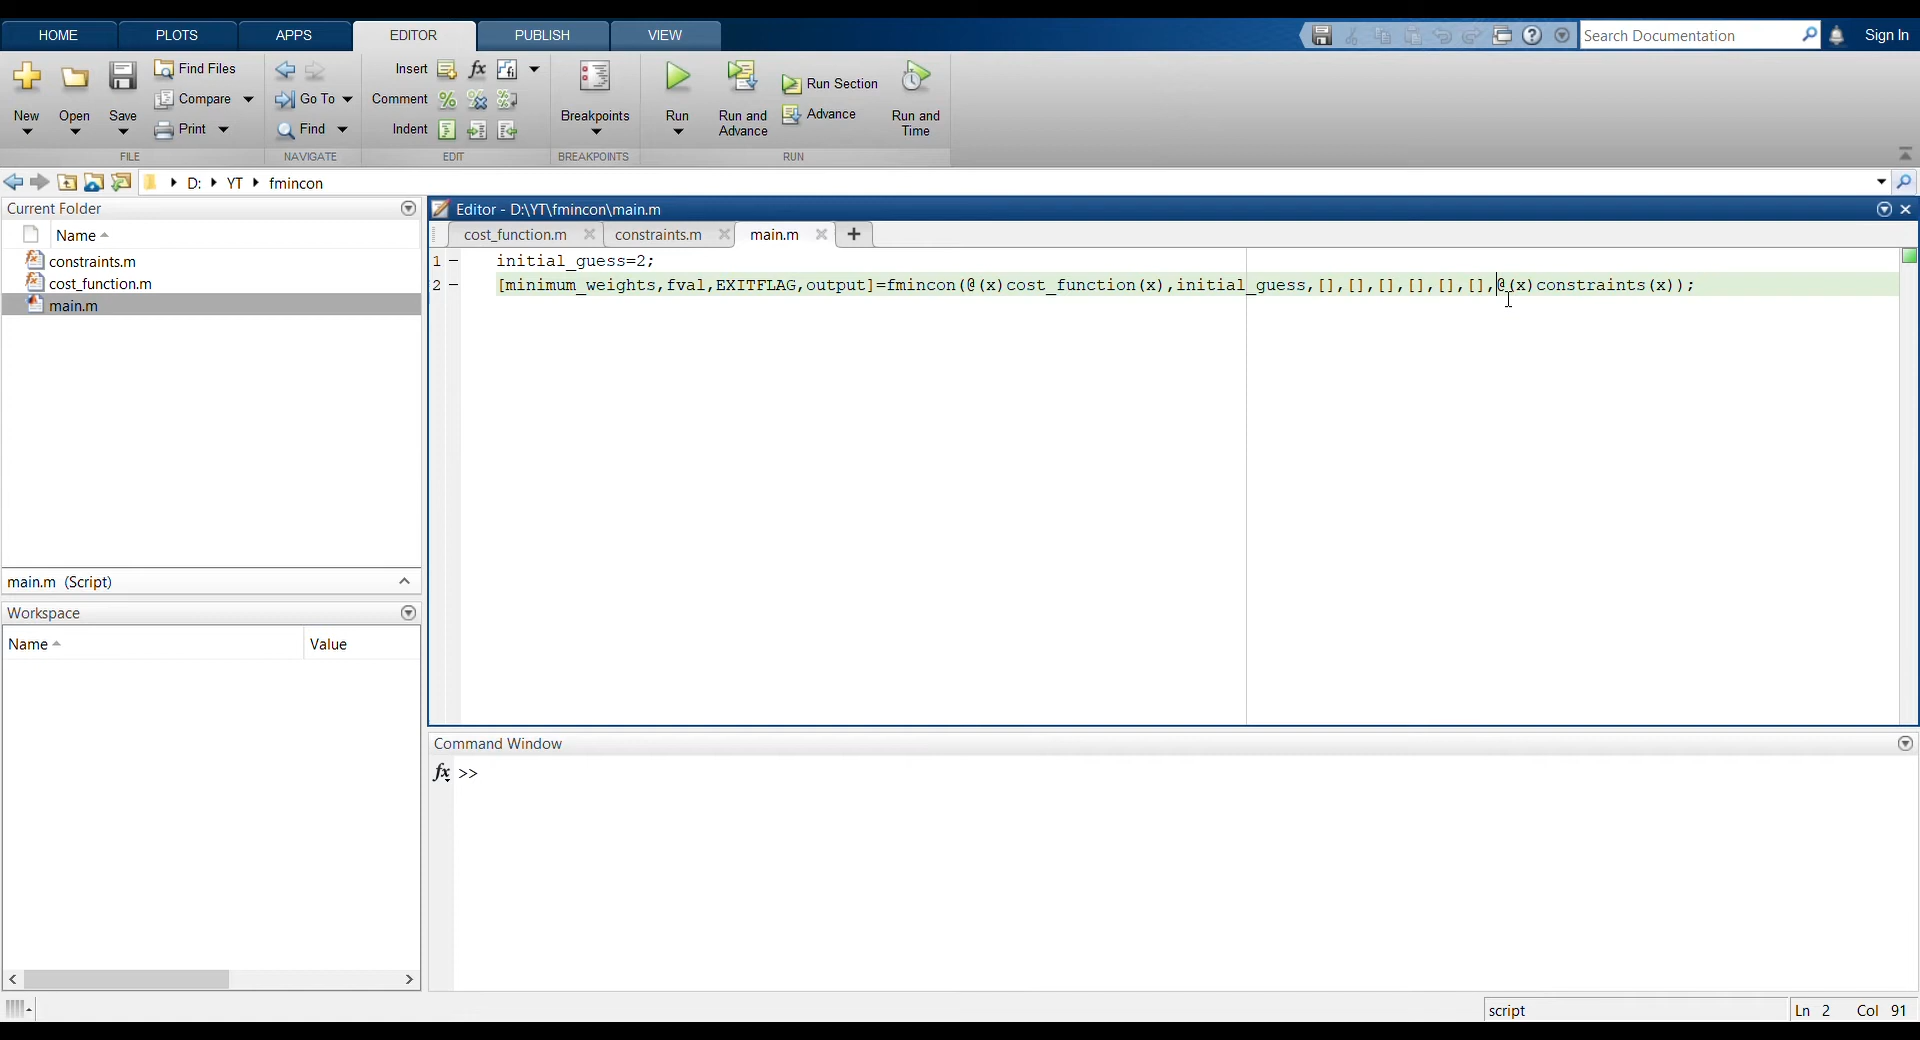 HOME PLOTS APPS EDITOR PUBLISH VIEW Search Documentation Sign In
New Open Save Find Files Compare Print
Go To Find
Insert fx fi
Comment % % %
Indent
Breakpoints
Run Run and Advance Run Section Advance Run and Time
FILE NAVIGATE EDIT BREAKPOINTS RUN
D: YT fmincon
Current Folder
Name
constraints.m
cost_function.m
main.m
main.m (Script)
Workspace
Name Value
Editor - D:\YT\fmincon\main.m
cost_function.m constraints.m main.m
1 initial_guess=2;
2 [minimum_weights,fval,EXITFLAG,output]=fmincon(@(x)cost_function(x),initial_guess,[],[],[],[],[],[],@(x)constraints(x));
Command Window
fx >>
script Ln 2 Col 91